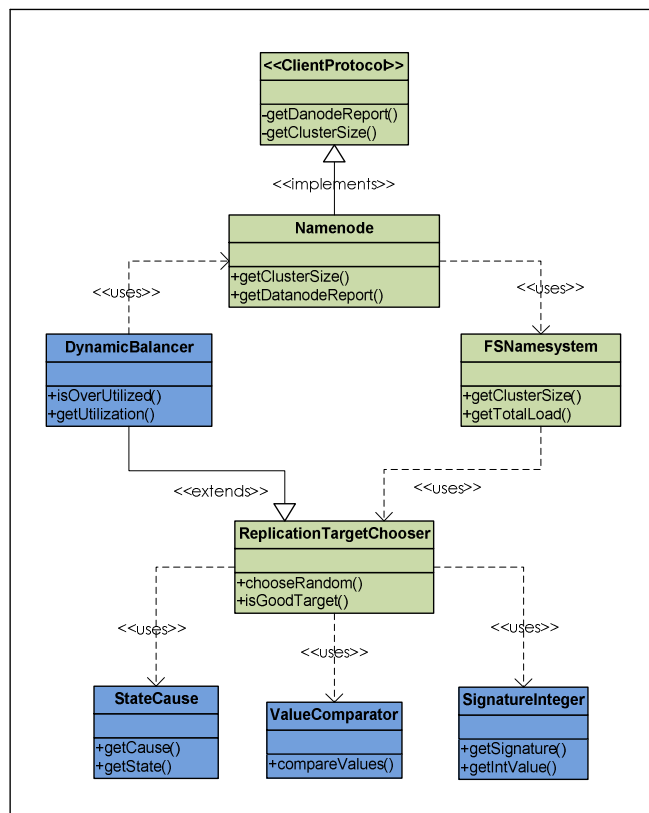 <<ClientProtocol>>
-getDanodeReport()
-getClusterSize()
<<implements>>
Namenode
+getClusterSize()
+getDatanodeReport()
<<uses>>
<<uses>>
DynamicBalancer
+isOverUtilized()
+getUtilization()
FSNamesystem
+getClusterSize()
+getTotalLoad()
<<extends>>
<<uses>>
ReplicationTargetChooser
+chooseRandom()
+isGoodTarget()
<<uses>>
<<uses>>
<<uses>>
StateCause
+getCause()
+getState()
ValueComparator
+compareValues()
SignatureInteger
+getSignature()
+getIntValue()